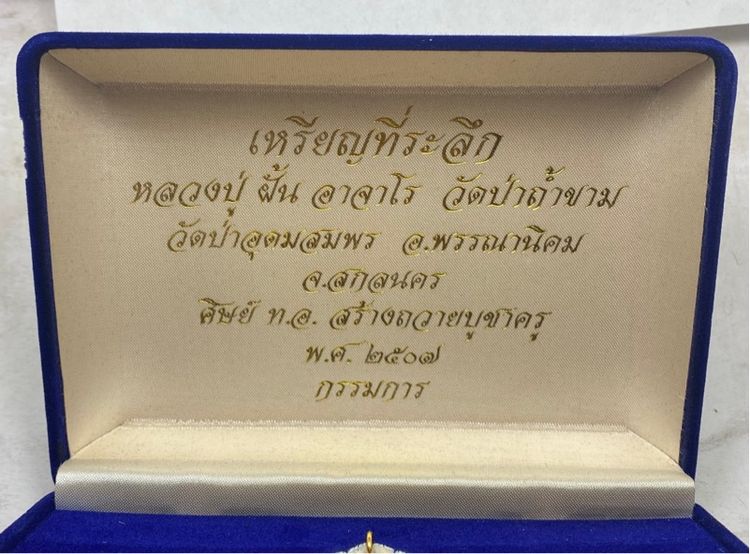 เหรียญที่ระลึก
หลวงปู่ ฝั้น อาจาโร วัดป่าถ้ำขาม
วัดป่าอุดมสมพร อ.พรรณานิคม
จ.สกลนคร
ศิษย์ ท.อ. สร้างถวายบูชาครู
พ.ศ. ๒๕๐๗
กรรมการ